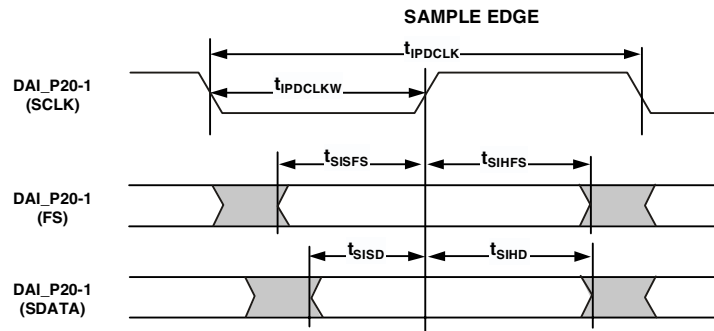 SAMPLE EDGE
tIPDCLK
DAI_P20-1
(SCLK)
tIPDCLKW
tSISFS
tSIHFS
DAI_P20-1
(FS)
tSISD
tSIHD
DAI_P20-1
(SDATA)